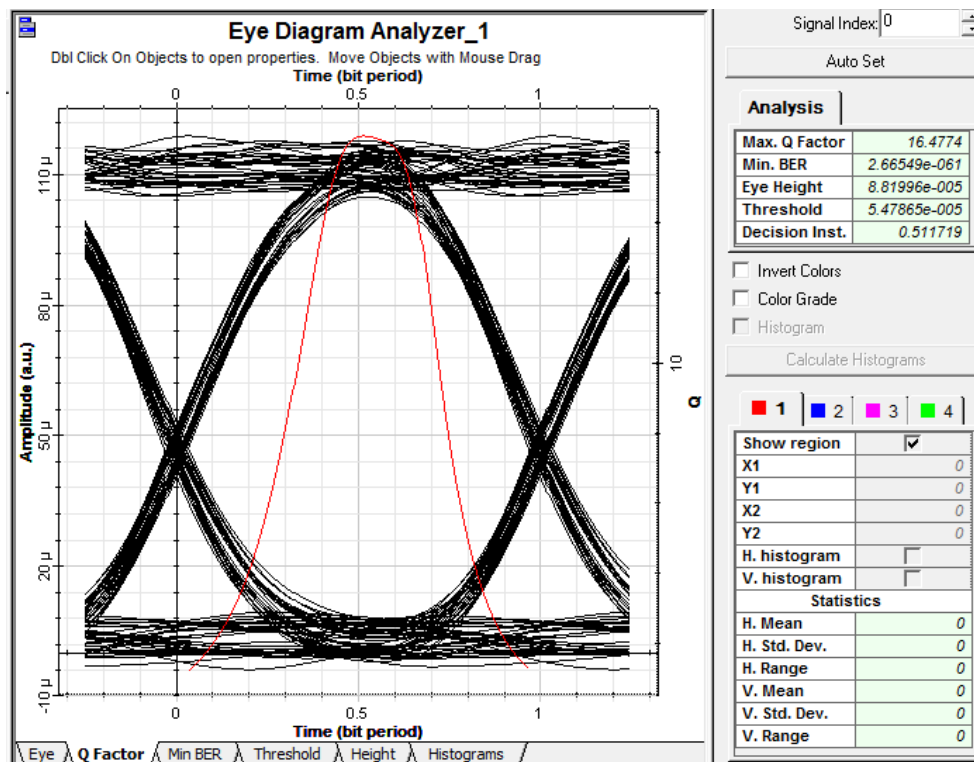 Eye Diagram Analyzer_1
Dbl Click On Objects to open properties. Move Objects with Mouse Drag
Time (bit period)
0 0.5 1
Amplitude (a.u.)
110 µ
80 µ
50 µ
20 µ
-10 µ
10
Q
0 0.5 1
Time (bit period)
Eye Q Factor Min BER Threshold Height Histograms
Signal Index: 0
Auto Set
Analysis
Max. Q Factor 16.4774
Min. BER 2.66549e-061
Eye Height 8.81996e-005
Threshold 5.47865e-005
Decision Inst. 0.511719
Invert Colors
Color Grade
Histogram
Calculate Histograms
1 2 3 4
Show region
X1 0
Y1 0
X2 0
Y2 0
H. histogram
V. histogram
Statistics
H. Mean 0
H. Std. Dev. 0
H. Range 0
V. Mean 0
V. Std. Dev. 0
V. Range 0